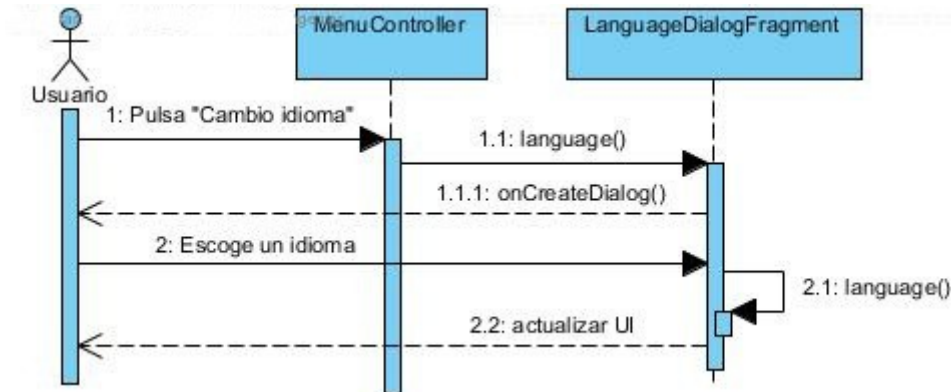 MenuController
LanguageDialogFragment
Usuario
1: Pulsa "Cambio idioma"
1.1: language()
1.1.1: onCreateDialog()
2: Escoge un idioma
2.1: language()
2.2: actualizar UI